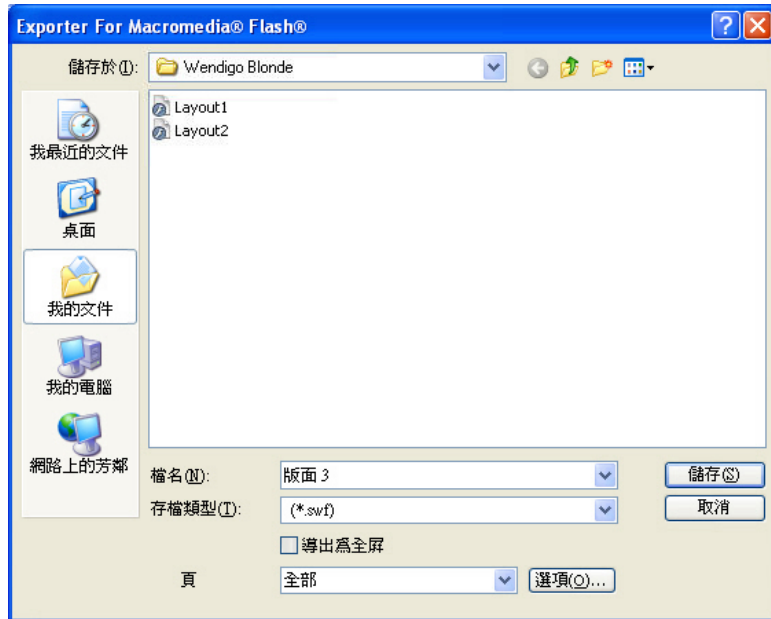 Exporter For Macromedia® Flash®
儲存於(I):
Wendigo Blonde
Layout1
Layout2
我最近的文件
桌面
我的文件
我的電腦
網路上的芳鄰
檔名(N):
版面 3
儲存(S)
存檔類型(T):
(*.swf)
取消
導出爲全屛
頁
全部
選項(O)...